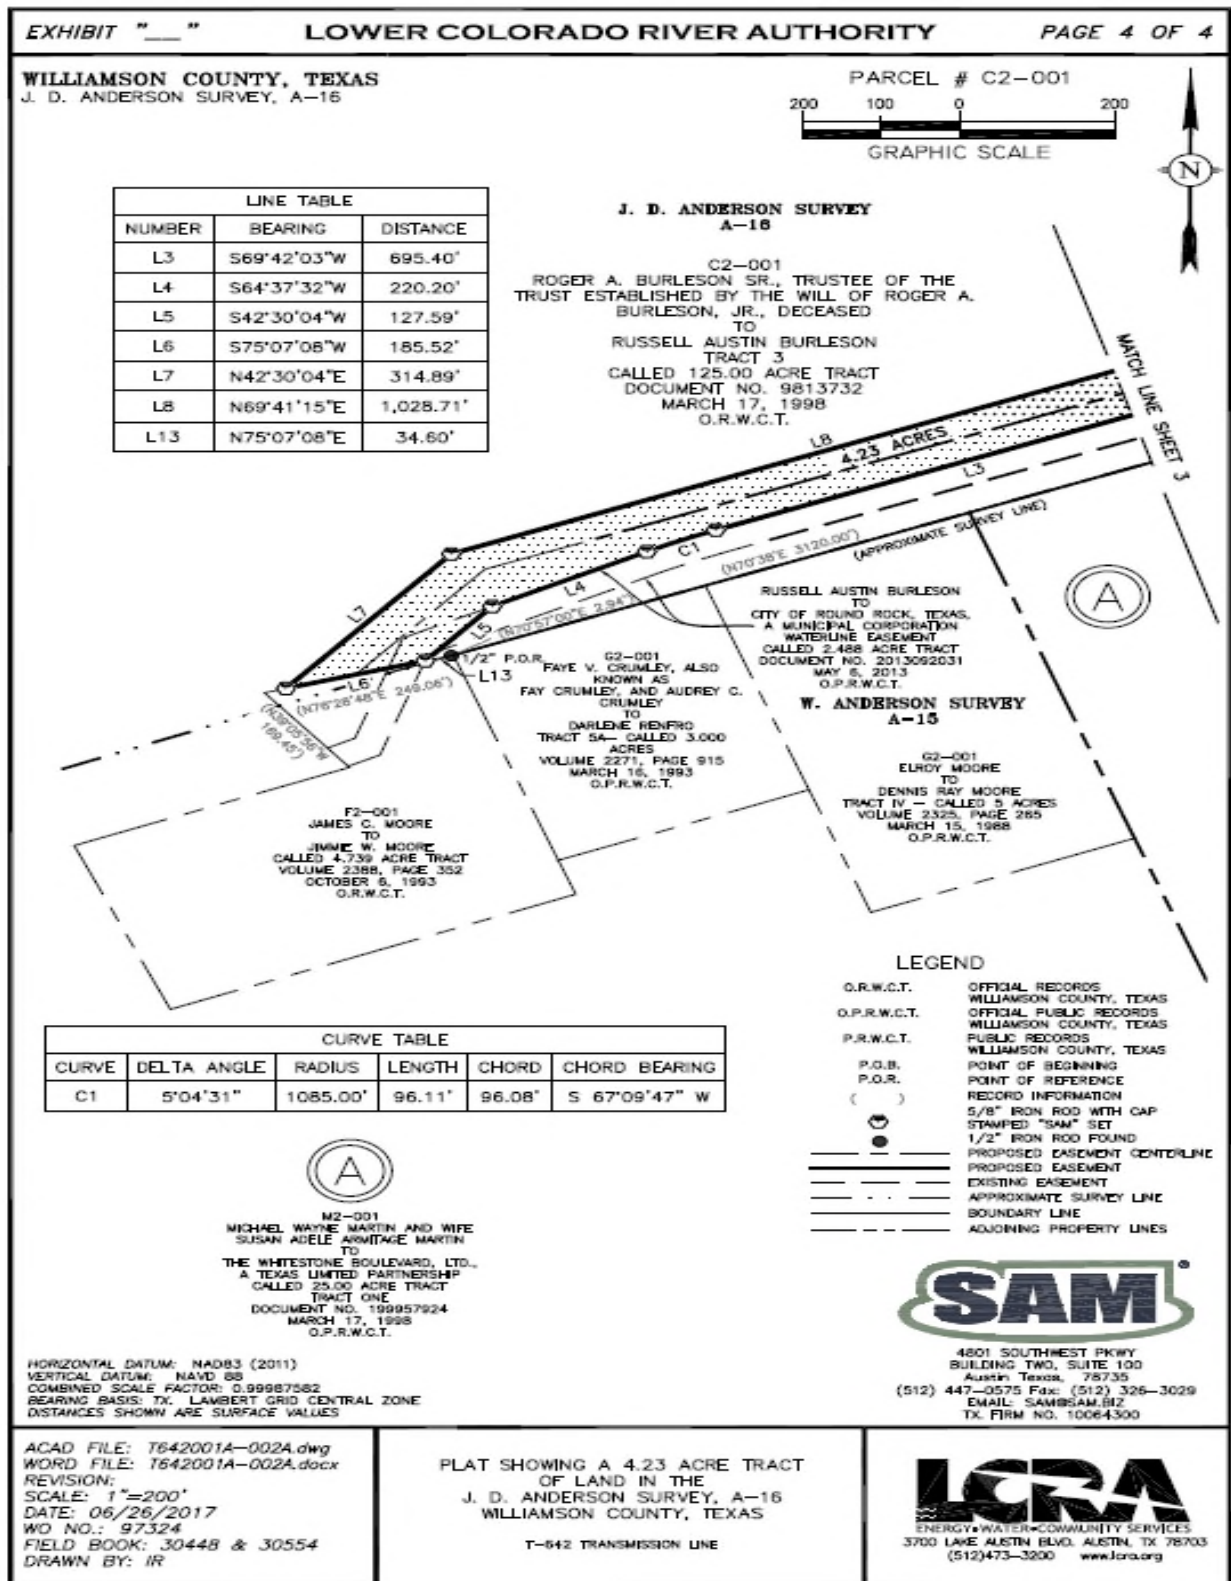 EXHIBIT "__"
LOWER COLORADO RIVER AUTHORITY
PAGE 4 OF 4
WILLIAMSON COUNTY, TEXAS
J. D. ANDERSON SURVEY, A-16
PARCEL # C2-001
200 100 0 200
GRAPHIC SCALE
N
LINE TABLE
NUMBER BEARING DISTANCE
L3 S69°42'03"W 695.40'
L4 S64°37'32"W 220.20'
L5 S42°30'04"W 127.59'
L6 S75°07'08"W 185.52'
L7 N42°30'04"E 314.89'
L8 N69°41'15"E 1,028.71'
L13 N75°07'08"E 34.60'
J. D. ANDERSON SURVEY
A-16
C2-001
ROGER A. BURLESON SR., TRUSTEE OF THE
TRUST ESTABLISHED BY THE WILL OF ROGER A.
BURLESON, JR., DECEASED
TO
RUSSELL AUSTIN BURLESON
TRACT 3
CALLED 125.00 ACRE TRACT
DOCUMENT NO. 9813732
MARCH 17, 1998
O.R.W.C.T.
MATCH LINE SHEET 3
L8
4.23 ACRES
L3
C1
L4
L7
L5
L6
L13
1/2" P.O.R.
(N70°38'E 3120.00')
(APPROXIMATE SURVEY LINE)
(N70°57'00"E 2.94')
(N76°28'48"E 249.06')
(N39°05'56"W
169.45')
RUSSELL AUSTIN BURLESON
TO
CITY OF ROUND ROCK, TEXAS,
A MUNICIPAL CORPORATION
WATERLINE EASEMENT
CALLED 2.488 ACRE TRACT
DOCUMENT NO. 2013092031
MAY 6, 2013
O.P.R.W.C.T.
A
G2-001
FAYE V. CRUMLEY, ALSO
KNOWN AS
FAY CRUMLEY, AND AUDREY C.
CRUMLEY
TO
DARLENE RENFRO
TRACT 5A- CALLED 3.000
ACRES
VOLUME 2271, PAGE 915
MARCH 16, 1993
O.P.R.W.C.T.
W. ANDERSON SURVEY
A-15
G2-001
ELROY MOORE
TO
DENNIS RAY MOORE
TRACT IV - CALLED 5 ACRES
VOLUME 2325, PAGE 265
MARCH 15, 1988
O.P.R.W.C.T.
F2-001
JAMES C. MOORE
TO
JIMMIE W. MOORE
CALLED 4.739 ACRE TRACT
VOLUME 2388, PAGE 352
OCTOBER 6, 1993
O.R.W.C.T.
LEGEND
O.R.W.C.T. OFFICIAL RECORDS
WILLIAMSON COUNTY, TEXAS
O.P.R.W.C.T. OFFICIAL PUBLIC RECORDS
WILLIAMSON COUNTY, TEXAS
P.R.W.C.T. PUBLIC RECORDS
WILLIAMSON COUNTY, TEXAS
P.O.B. POINT OF BEGINNING
P.O.R. POINT OF REFERENCE
( ) RECORD INFORMATION
5/8" IRON ROD WITH CAP
STAMPED "SAM" SET
1/2" IRON ROD FOUND
PROPOSED EASEMENT CENTERLINE
PROPOSED EASEMENT
EXISTING EASEMENT
APPROXIMATE SURVEY LINE
BOUNDARY LINE
ADJOINING PROPERTY LINES
CURVE TABLE
CURVE DELTA ANGLE RADIUS LENGTH CHORD CHORD BEARING
C1 5°04'31" 1085.00' 96.11' 96.08' S 67°09'47" W
A
M2-001
MICHAEL WAYNE MARTIN AND WIFE
SUSAN ADELE ARMITAGE MARTIN
TO
THE WHITESTONE BOULEVARD, LTD.,
A TEXAS LIMITED PARTNERSHIP
CALLED 25.00 ACRE TRACT
TRACT ONE
DOCUMENT NO. 199957924
MARCH 17, 1998
O.P.R.W.C.T.
SAM®
4801 SOUTHWEST PKWY
BUILDING TWO, SUITE 100
Austin Texas, 78735
(512) 447-0575 Fax: (512) 326-3029
EMAIL: SAM@SAM.BIZ
TX. FIRM NO. 10064300
HORIZONTAL DATUM: NAD83 (2011)
VERTICAL DATUM: NAVD 88
COMBINED SCALE FACTOR: 0.99987582
BEARING BASIS: TX. LAMBERT GRID CENTRAL ZONE
DISTANCES SHOWN ARE SURFACE VALUES
ACAD FILE: T642001A-002A.dwg
WORD FILE: T642001A-002A.docx
REVISION:
SCALE: 1"=200'
DATE: 06/26/2017
WO NO.: 97324
FIELD BOOK: 30448 & 30554
DRAWN BY: IR
PLAT SHOWING A 4.23 ACRE TRACT
OF LAND IN THE
J. D. ANDERSON SURVEY, A-16
WILLIAMSON COUNTY, TEXAS
T-642 TRANSMISSION LINE
LCRA
ENERGY•WATER•COMMUNITY SERVICES
3700 LAKE AUSTIN BLVD. AUSTIN, TX 78703
(512)473-3200 www.lcra.org